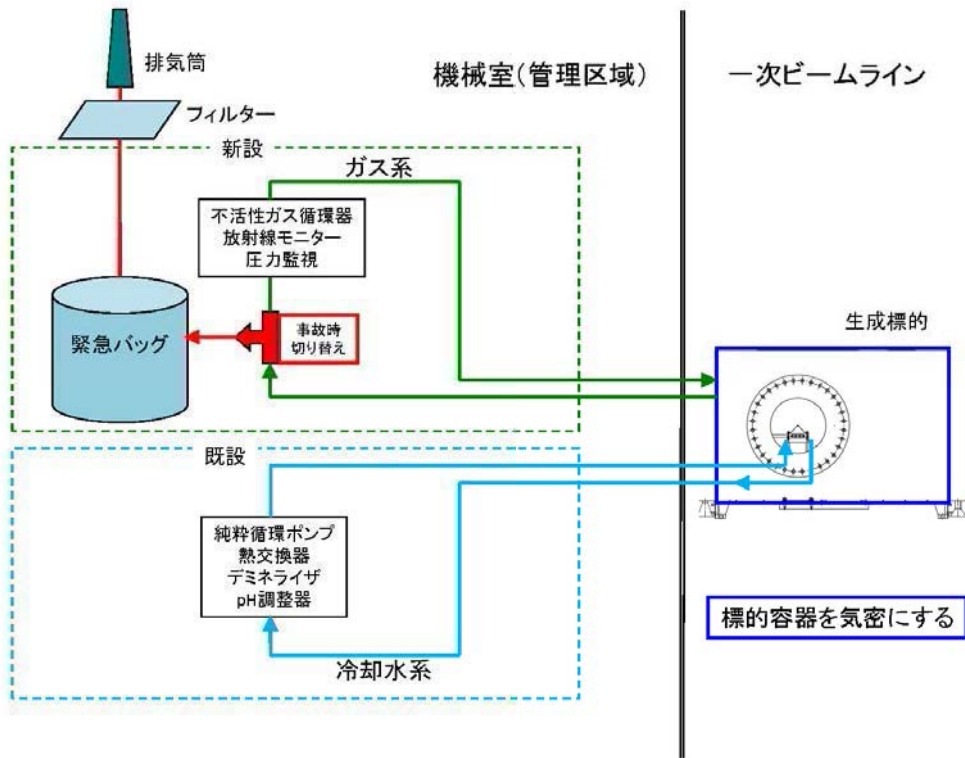 排気筒
機械室(管理区域)
一次ビームライン
フィルター
新設
ガス系
不活性ガス循環器
放射線モニター
圧力監視
事故時
切り替え
緊急バッグ
生成標的
既設
純粋循環ポンプ
熱交換器
デミネライザ
pH調整器
冷却水系
標的容器を気密にする